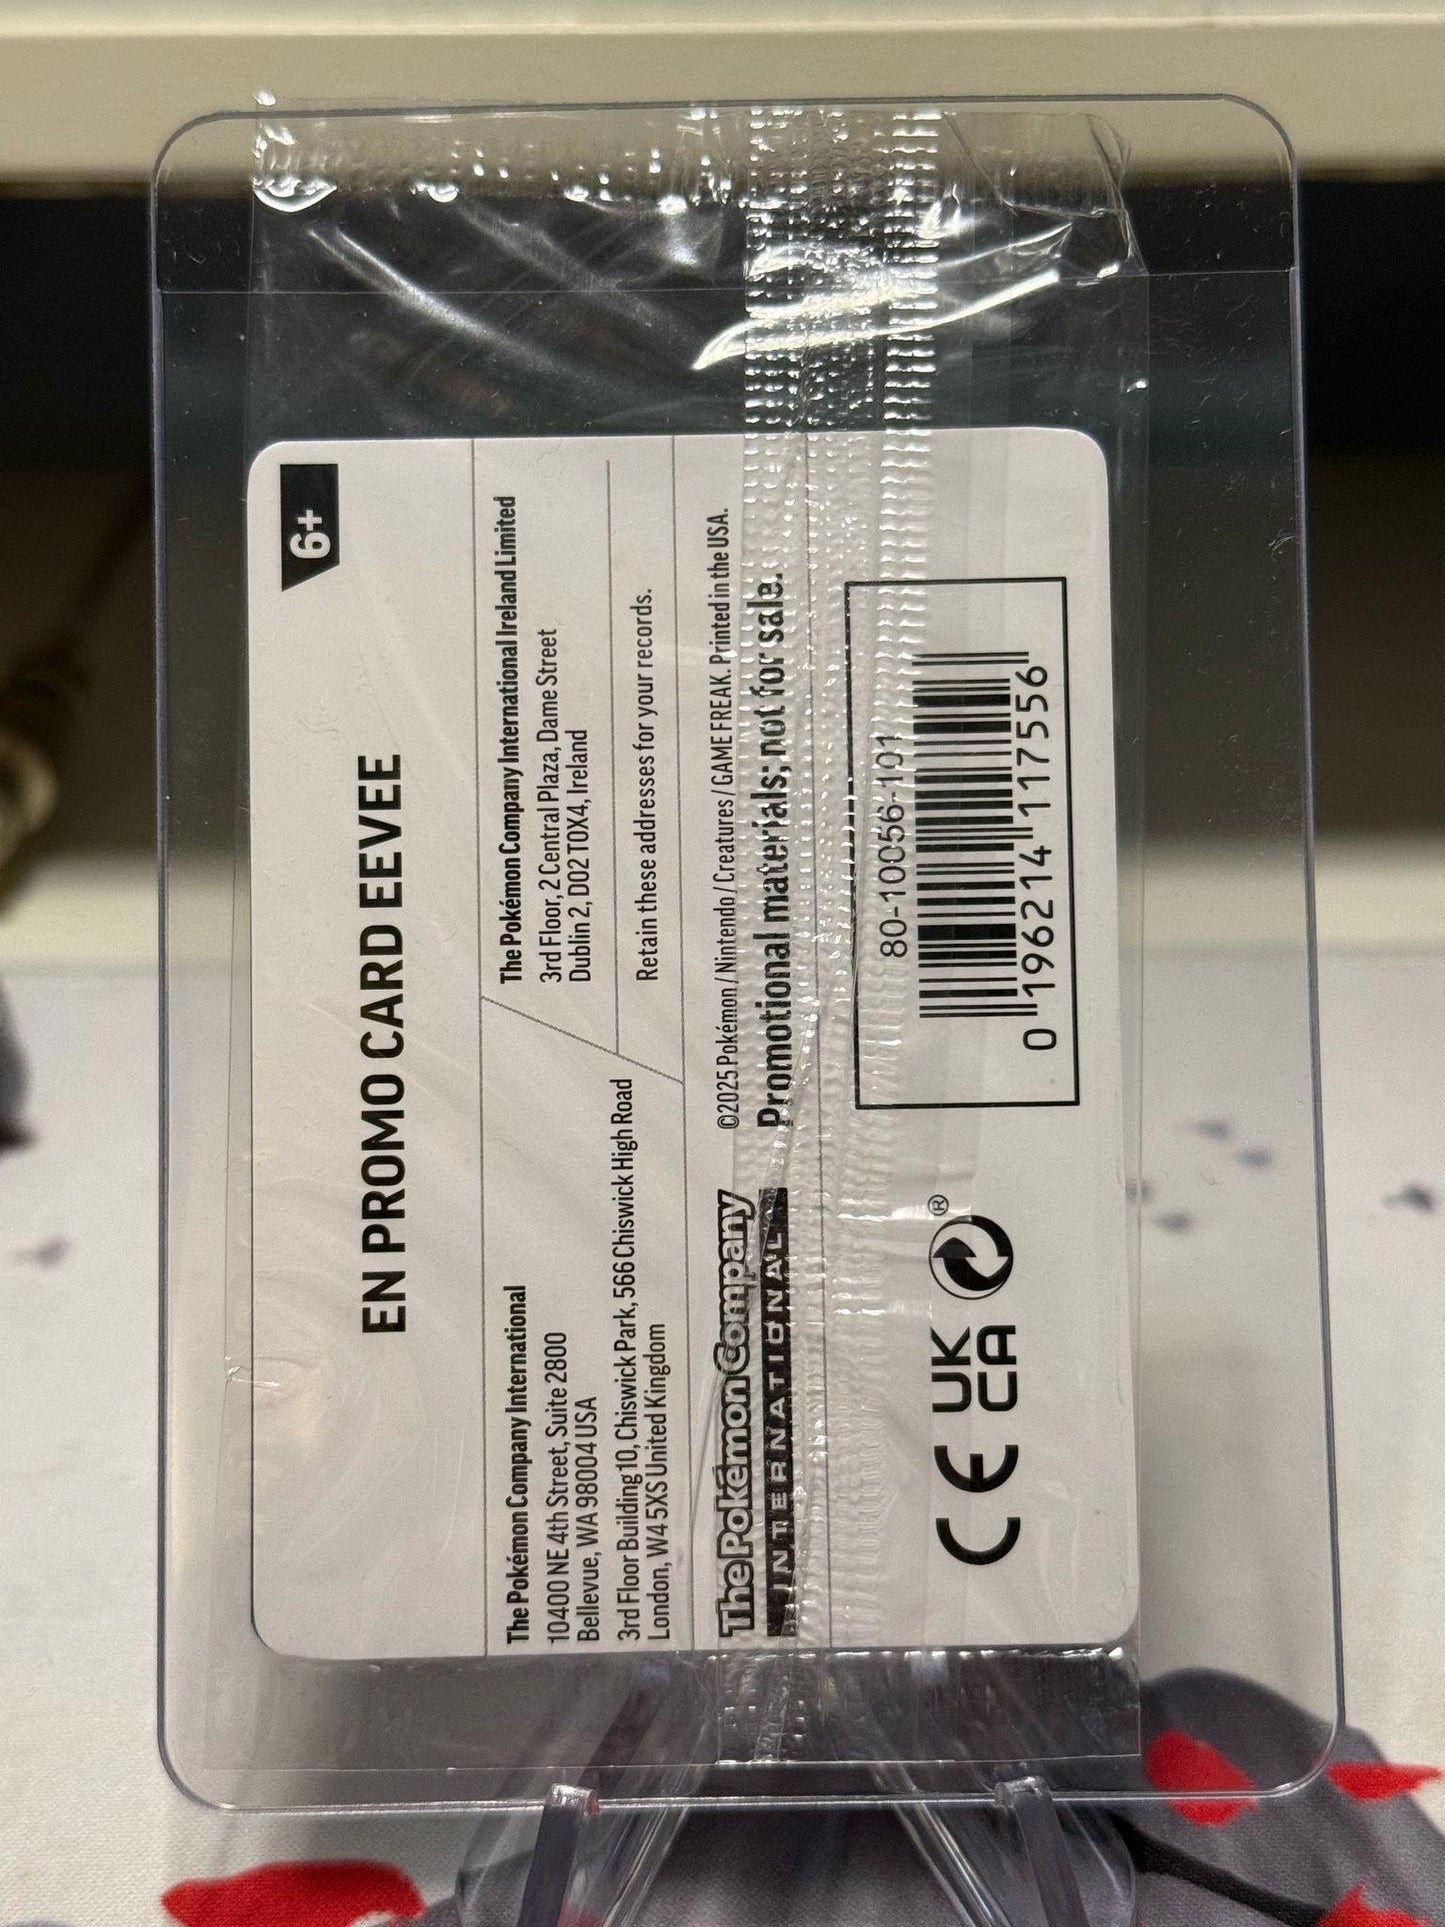 6+
EN PROMO CARD EEVEE
The Pokémon Company International
10400 NE 4th Street, Suite 2800
Bellevue, WA 98004 USA
3rd Floor Building 10, Chiswick Park, 566 Chiswick High Road
London, W4 5XS United Kingdom
The Pokémon Company International Ireland Limited
3rd Floor, 2 Central Plaza, Dame Street
Dublin 2, D02 T0X4, Ireland
Retain these addresses for your records.
The Pokémon Company
INTERNATIONAL
©2025 Pokémon / Nintendo / Creatures / GAME FREAK. Printed in the USA.
Promotional materials; not for sale.
CE UK
CA ®
80-10056-101
0 196214 117556